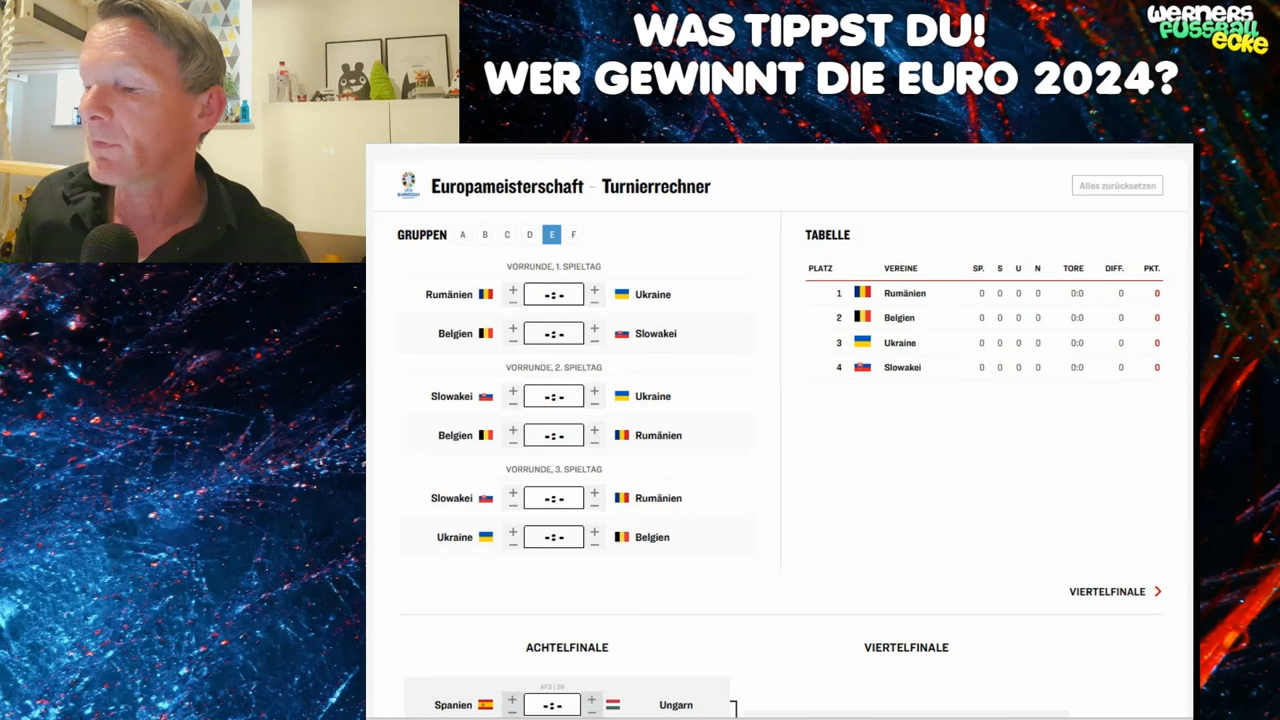 WAS TIPPST DU!
WER GEWINNT DIE EURO 2024?
WERNERS
FUSSBALL
ECKE
Europameisterschaft – Turnierrechner
Alles zurücksetzen
GRUPPEN A B C D E F
VORRUNDE, 1. SPIELTAG
Rumänien + − -:- + − Ukraine
Belgien + − -:- + − Slowakei
VORRUNDE, 2. SPIELTAG
Slowakei + − -:- + − Ukraine
Belgien + − -:- + − Rumänien
VORRUNDE, 3. SPIELTAG
Slowakei + − -:- + − Rumänien
Ukraine + − -:- + − Belgien
TABELLE
PLATZ VEREINE SP. S U N TORE DIFF. PKT.
1 Rumänien 0 0 0 0 0:0 0 0
2 Belgien 0 0 0 0 0:0 0 0
3 Ukraine 0 0 0 0 0:0 0 0
4 Slowakei 0 0 0 0 0:0 0 0
VIERTELFINALE
ACHTELFINALE
VIERTELFINALE
Spanien + − -:- + − Ungarn